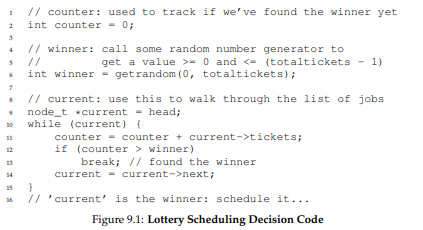 1 // counter: used to track if we've found the winner yet
2 int counter = 0;
3
4 // winner: call some random number generator to
5 //         get a value >= 0 and <= (totaltickets - 1)
6 int winner = getrandom(0, totaltickets);
7
8 // current: use this to walk through the list of jobs
9 node_t *current = head;
10 while (current) {
11     counter = counter + current->tickets;
12     if (counter > winner)
13         break; // found the winner
14     current = current->next;
15 }
16 // 'current' is the winner: schedule it...
Figure 9.1: Lottery Scheduling Decision Code